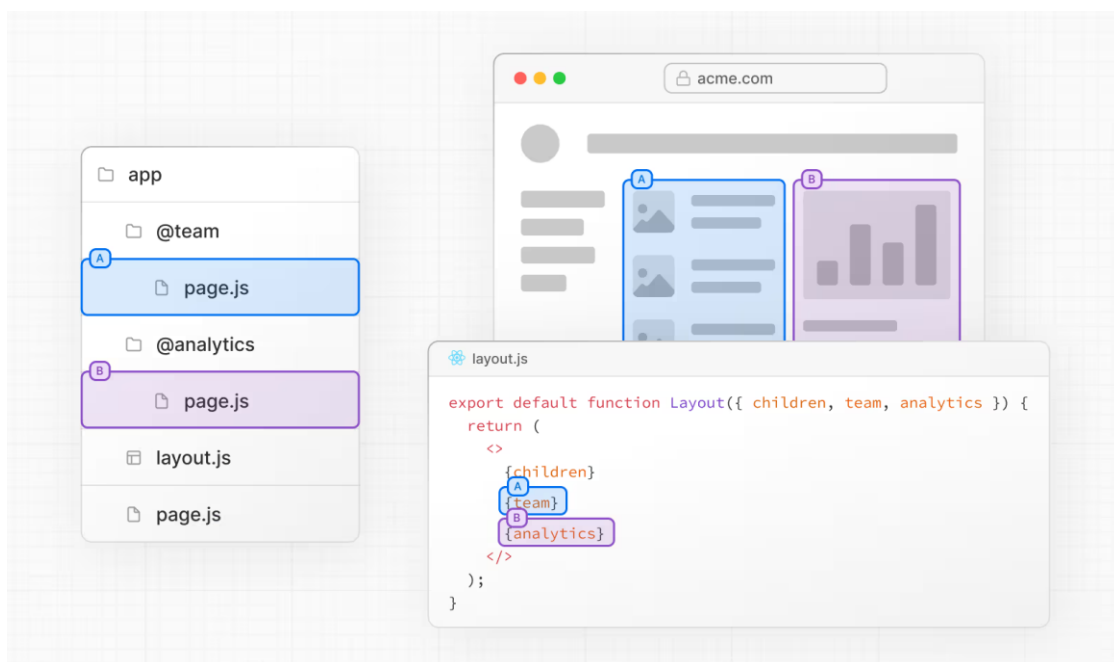 app
@team
A
page.js
@analytics
B
page.js
layout.js
page.js
acme.com
A
B
layout.js
export default function Layout({ children, team, analytics }) {
return (
<>
{children}
A
{team}
B
{analytics}
</>
);
}